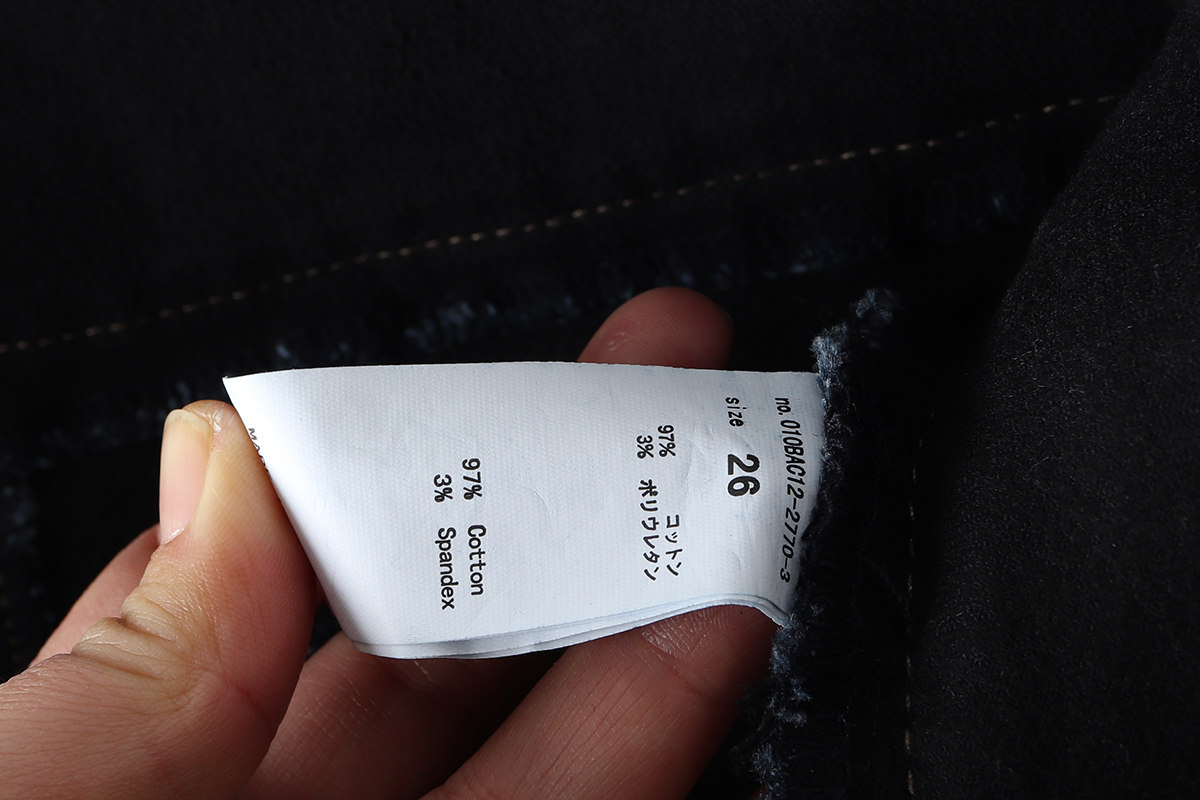 no. 010BAC12-2770-3
size 26
97% コットン
3% ポリウレタン
97% Cotton
3% Spandex